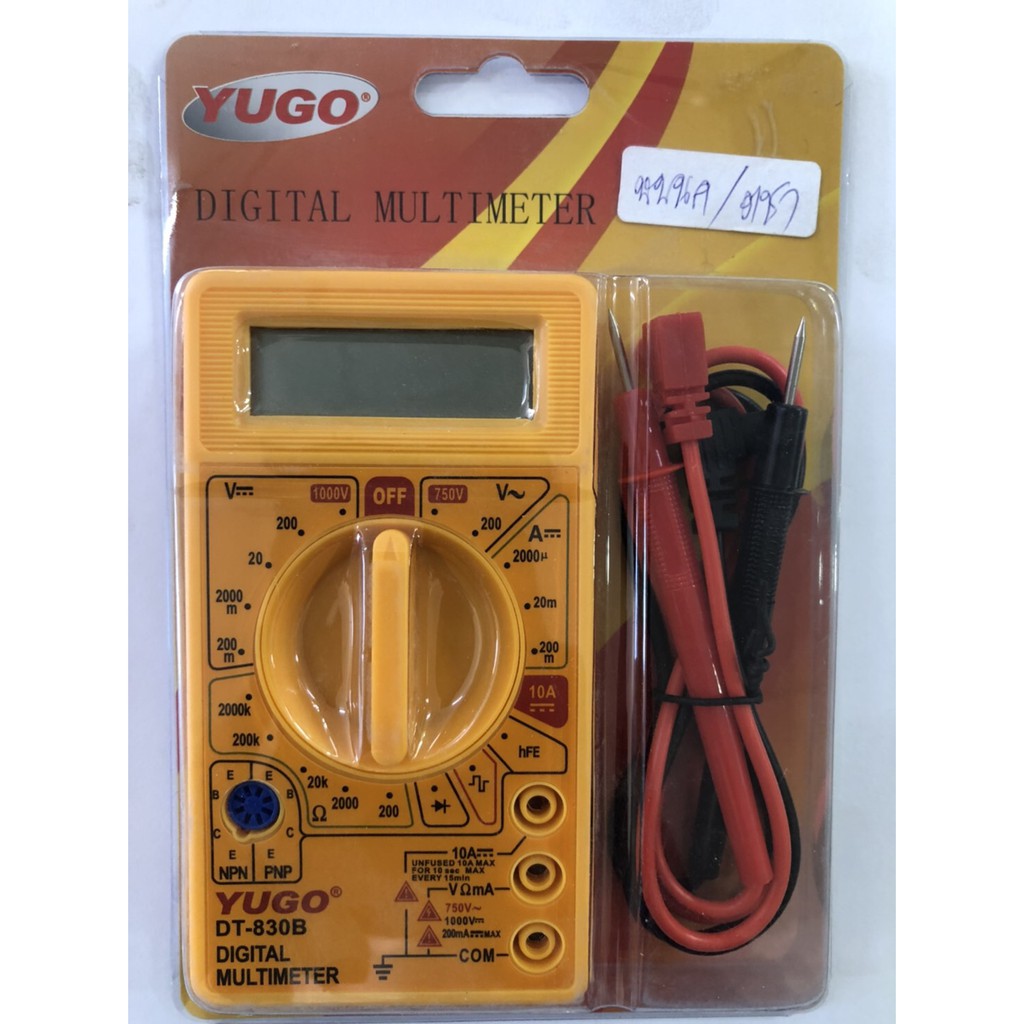 YUGO®
DIGITAL MULTIMETER
V⎓
1000V
OFF
750V
V~
200
200
A⎓
20
2000µ
2000
m
20m
200
m
200
m
2000k
10A
200k
hFE
20k
2000
200
Ω
E E
B B
C C
E E
NPN PNP
10A⎓
UNFUSED 10A MAX
FOR 10 sec MAX
EVERY 15min
VΩmA
750V~
1000V⎓
200mA⎓MAX
COM
YUGO®
DT-830B
DIGITAL
MULTIMETER